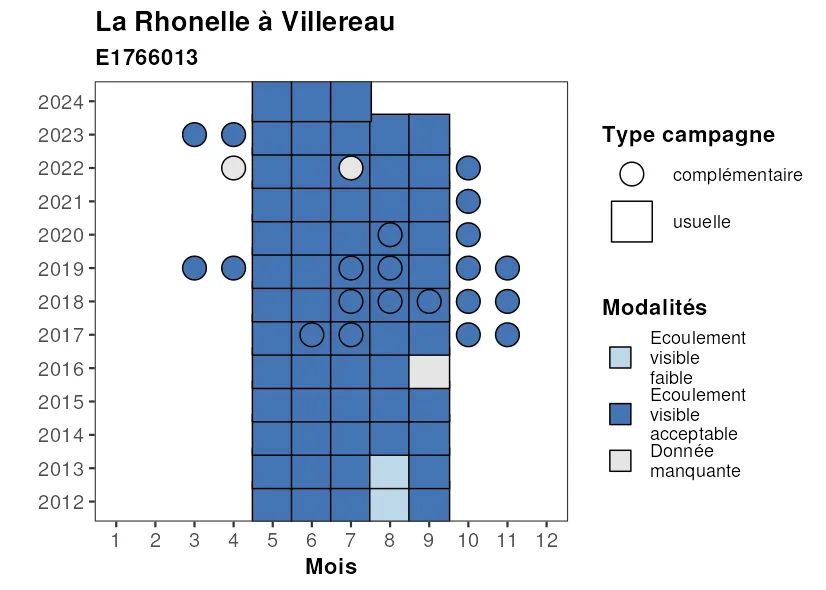 La Rhonelle à Villereau
E1766013
2024
2023
2022
2021
2020
2019
2018
2017
2016
2015
2014
2013
2012
1 2 3 4 5 6 7 8 9 10 11 12
Mois
Type campagne
complémentaire
usuelle
Modalités
Ecoulement
visible
faible
Ecoulement
visible
acceptable
Donnée
manquante